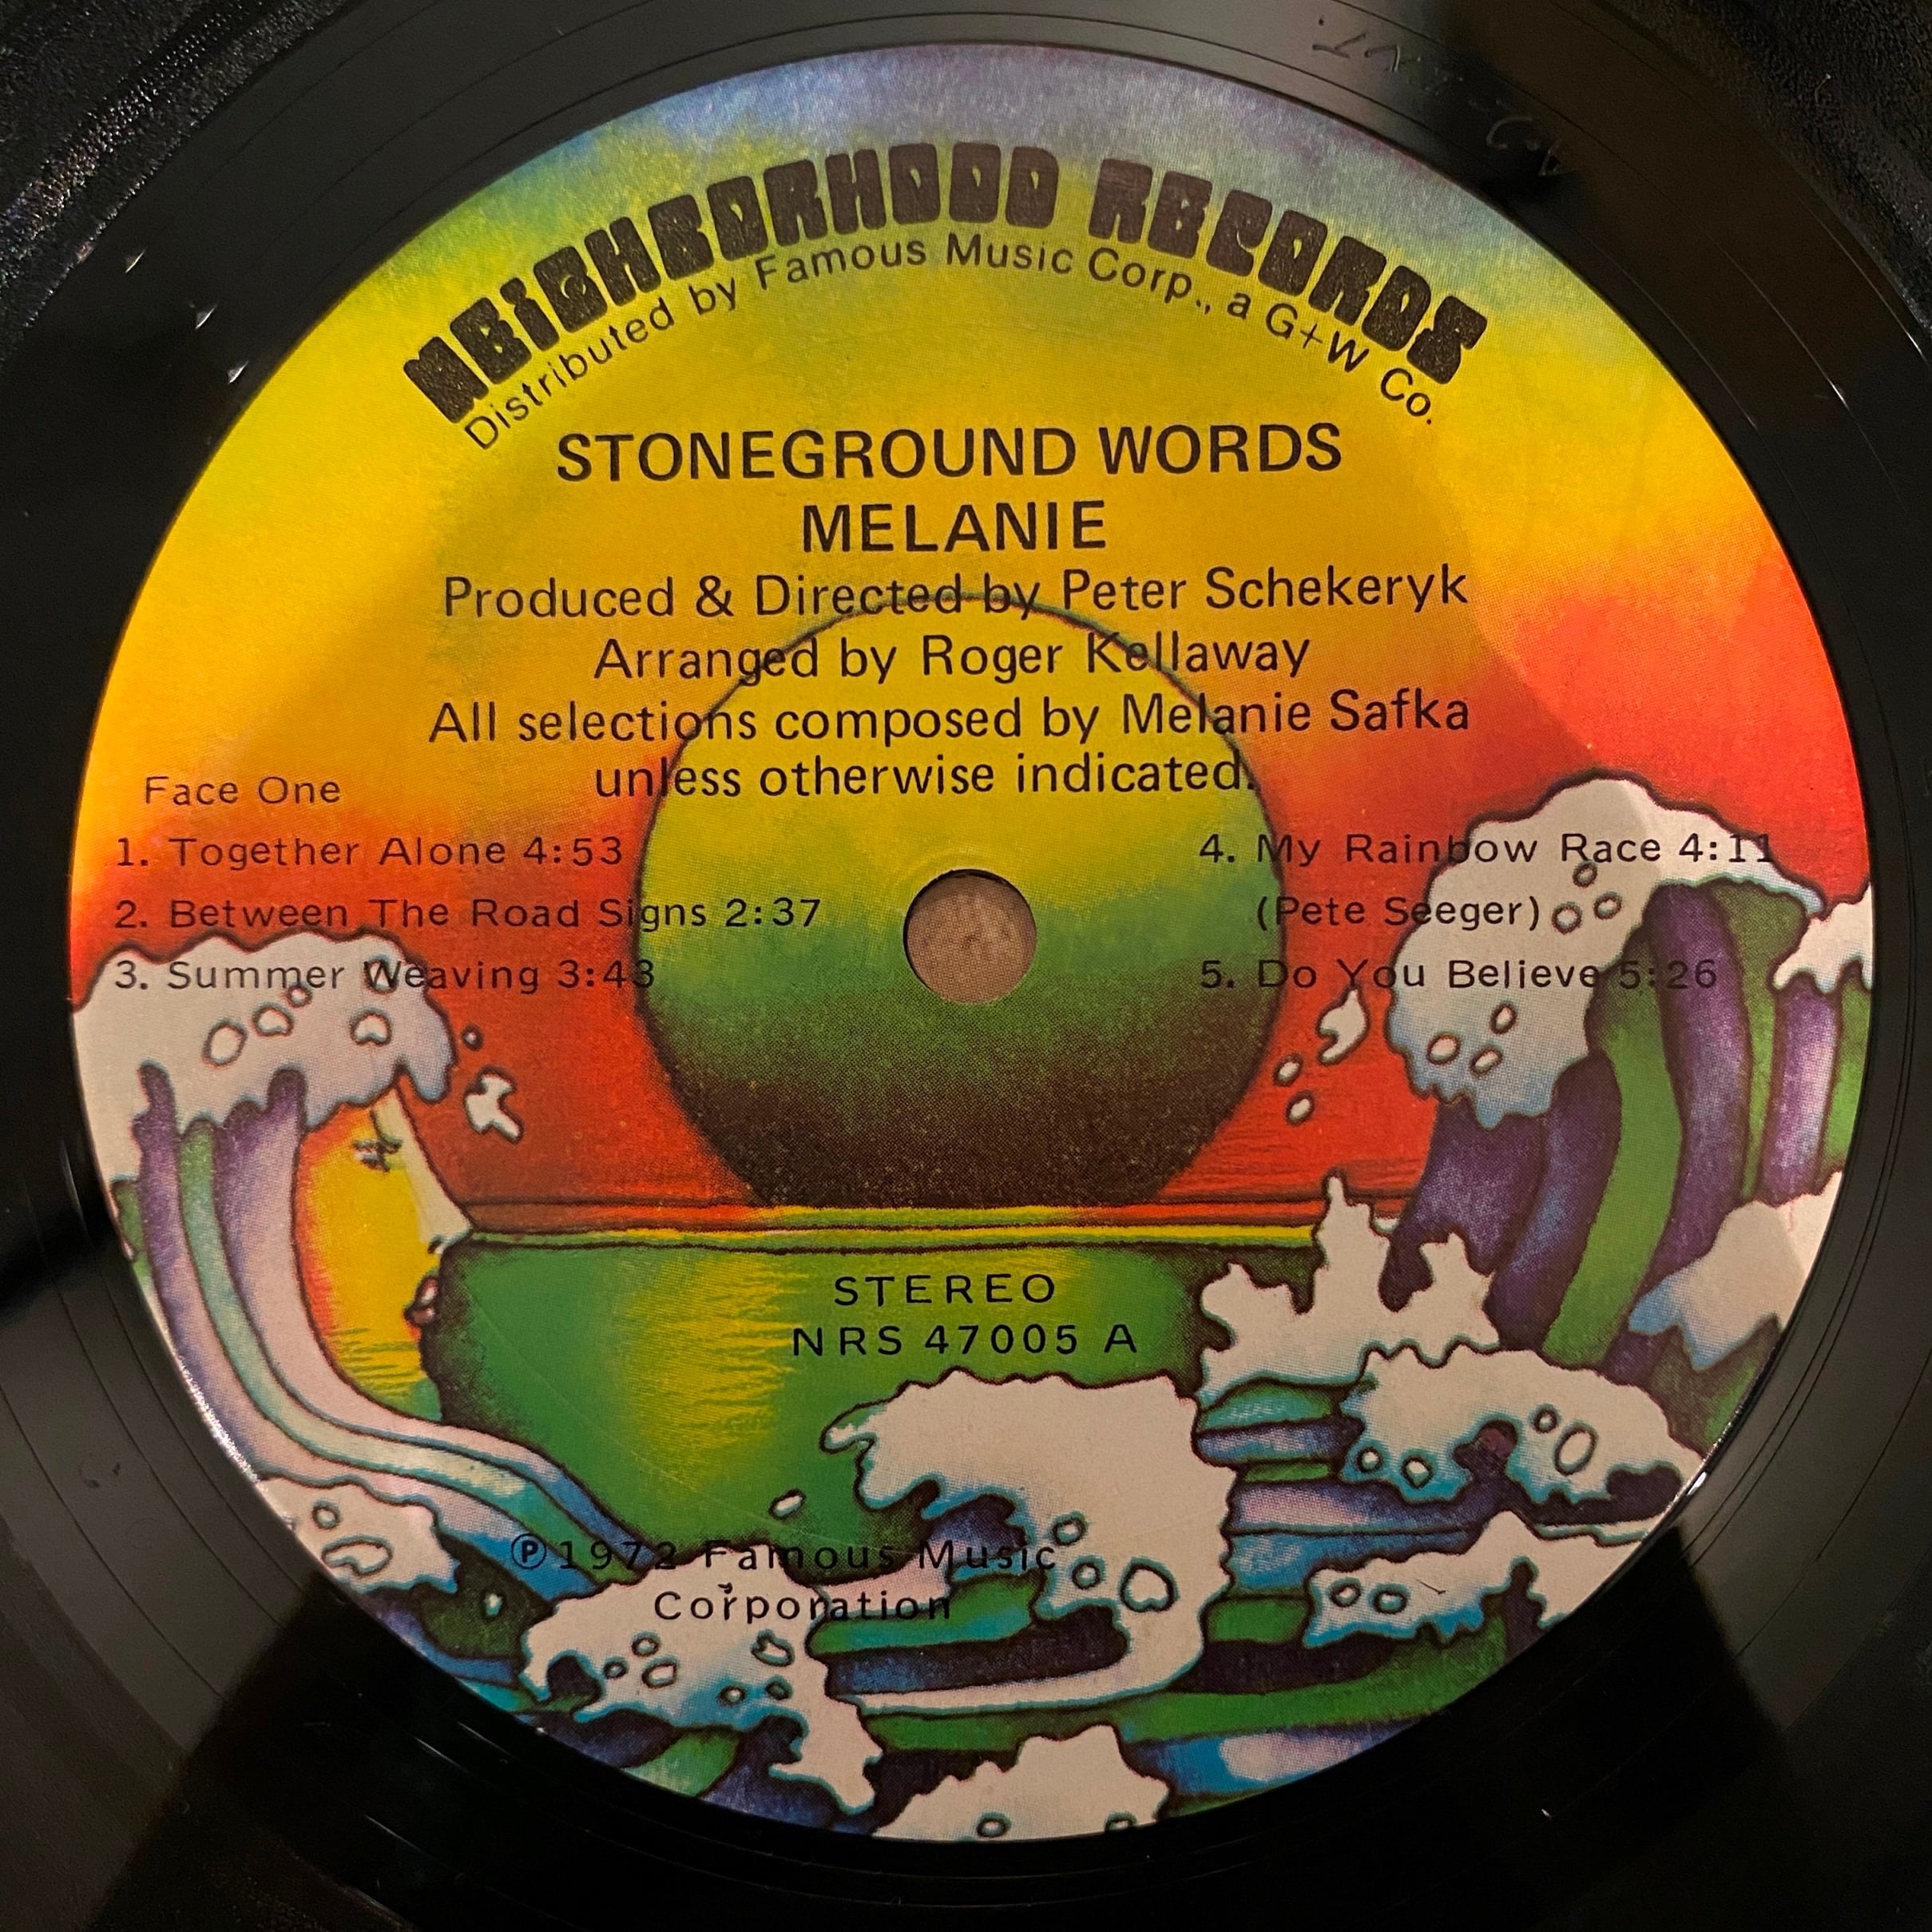 NEIGHBORHOOD RECORDS
Distributed by Famous Music Corp., a G+W Co.
STONEGROUND WORDS
MELANIE
Produced & Directed by Peter Schekeryk
Arranged by Roger Kellaway
All selections composed by Melanie Safka
unless otherwise indicated.
Face One
1. Together Alone 4:53
2. Between The Road Signs 2:37
3. Summer Weaving 3:43
4. My Rainbow Race 4:11
(Pete Seeger)
5. Do You Believe 5:26
STEREO
NRS 47005 A
℗1972 Famous Music
Corporation